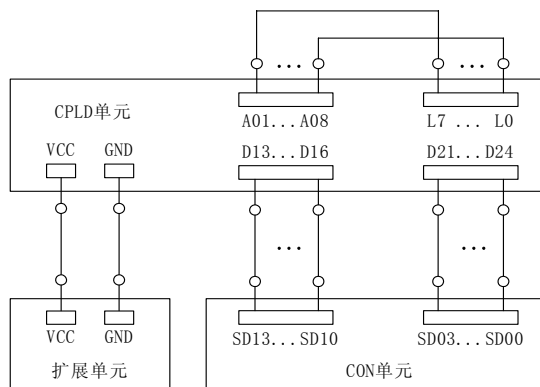 ... ...
A01...A08 L7 ... L0
CPLD单元
D13...D16 D21...D24
VCC GND
... ...
VCC GND SD13...SD10 SD03...SD00
扩展单元 CON单元